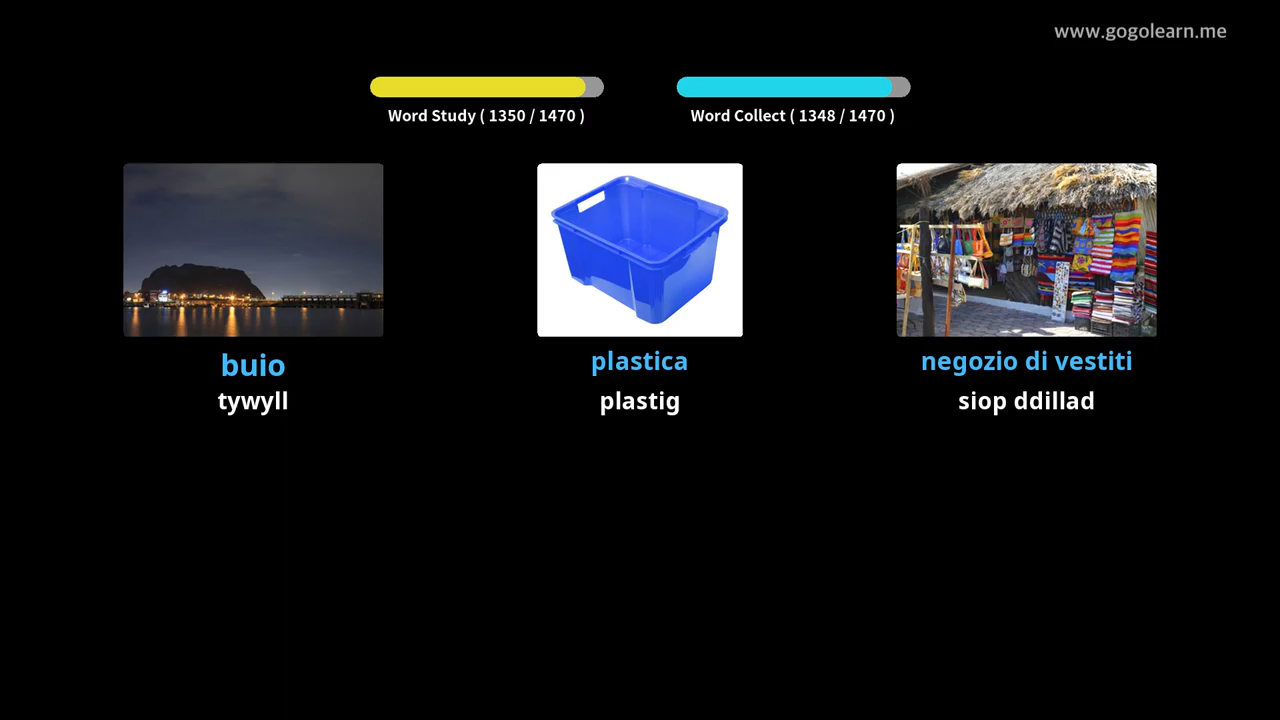 www.gogolearn.me
Word Study ( 1350 / 1470 )
Word Collect ( 1348 / 1470 )
buio
tywyll
plastica
plastig
negozio di vestiti
siop ddillad